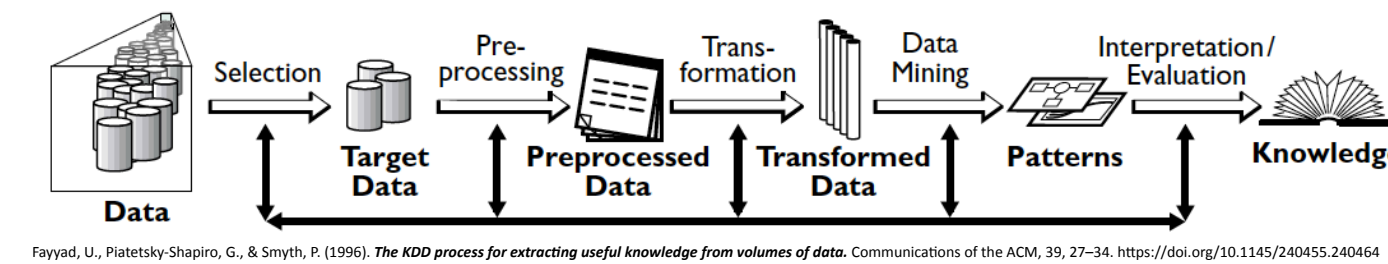 Selection
Pre-
processing
Trans-
formation
Data
Mining
Interpretation/
Evaluation
Data
Target
Data
Preprocessed
Data
Transformed
Data
Patterns
Knowledge
Fayyad, U., Piatetsky-Shapiro, G., & Smyth, P. (1996). The KDD process for extracting useful knowledge from volumes of data. Communications of the ACM, 39, 27–34. https://doi.org/10.1145/240455.240464